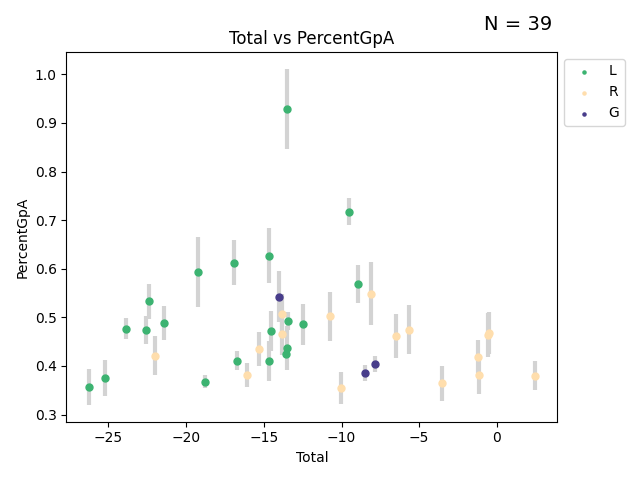 N = 39
Total vs PercentGpA
L
R
G
1.0
0.9
0.8
0.7
0.6
0.5
0.4
0.3
PercentGpA
−25 −20 −15 −10 −5 0
Total